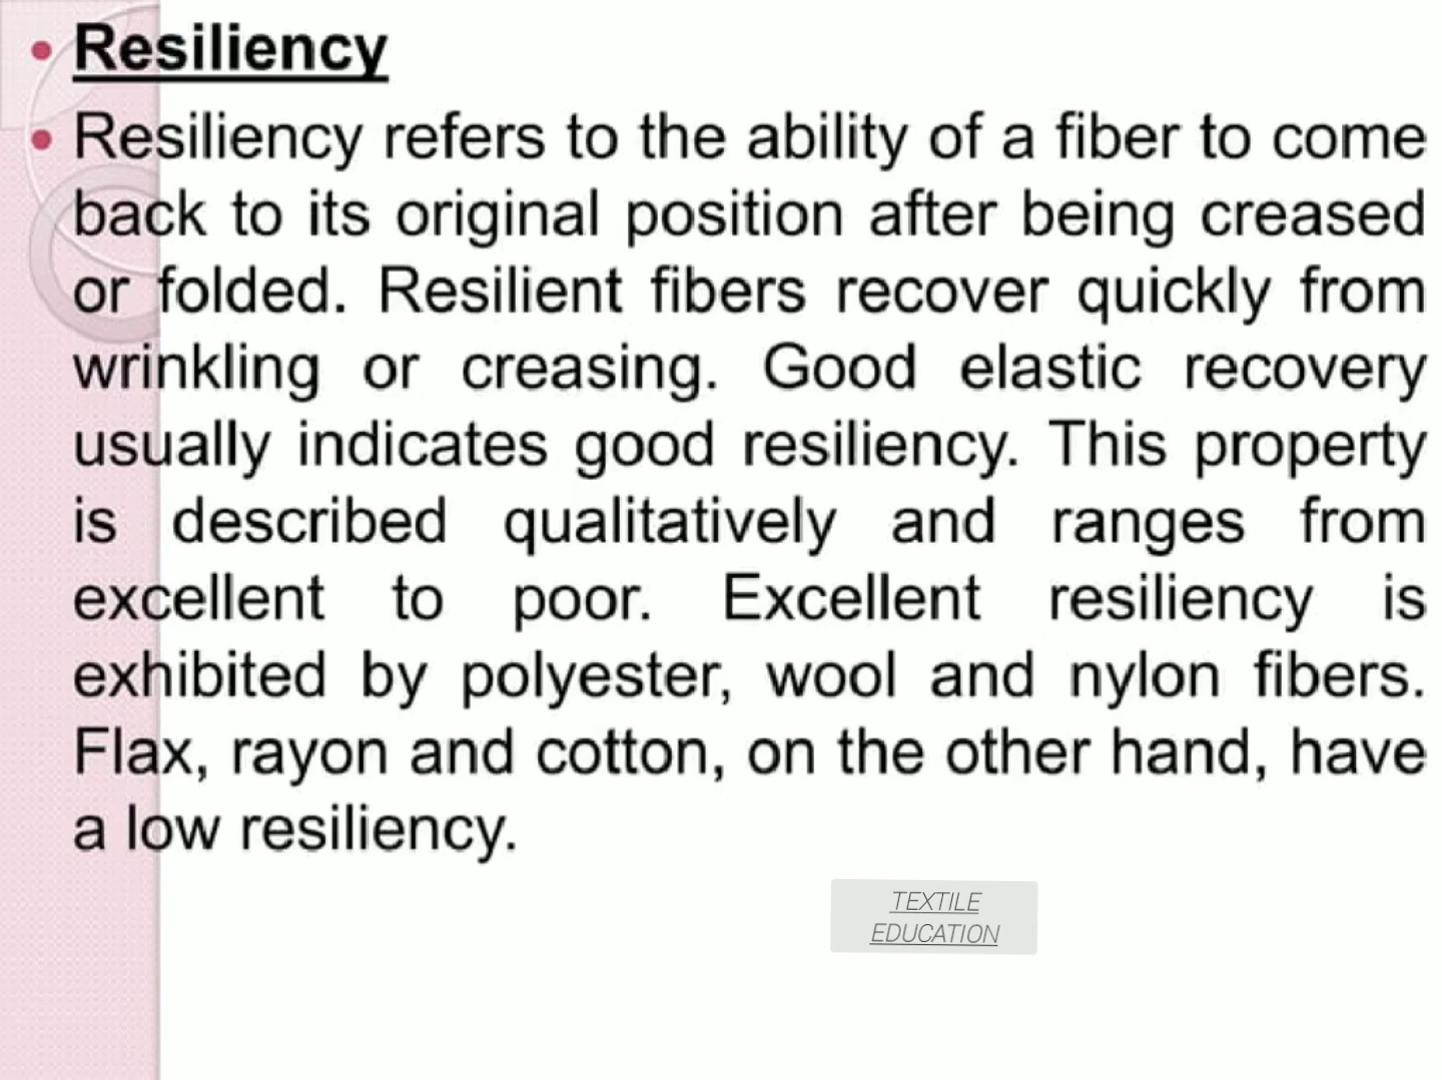 Resiliency
Resiliency refers to the ability of a fiber to come
back to its original position after being creased
or folded. Resilient fibers recover quickly from
wrinkling or creasing. Good elastic recovery
usually indicates good resiliency. This property
is described qualitatively and ranges from
excellent to poor. Excellent resiliency is
exhibited by polyester, wool and nylon fibers.
Flax, rayon and cotton, on the other hand, have
a low resiliency.
TEXTILE
EDUCATION